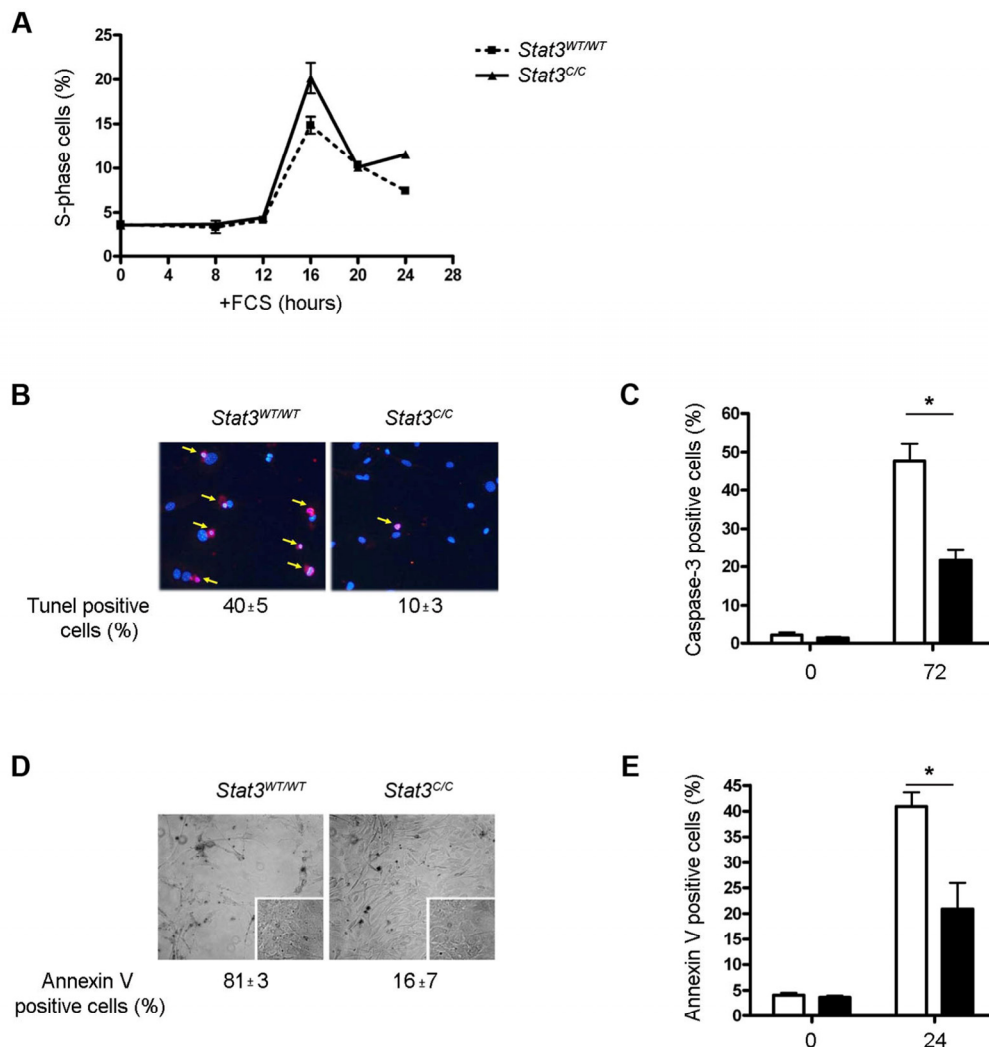 A
S-phase cells (%)
25
20
15
10
5
0
0 4 8 12 16 20 24 28
+FCS (hours)
Stat3WT/WT
Stat3C/C
B
Stat3WT/WT Stat3C/C
Tunel positive 40±5 10±3
cells (%)
C
Caspase-3 positive cells (%)
60
50
40
30
20
10
0
*
0 72
D
Stat3WT/WT Stat3C/C
Annexin V 81±3 16±7
positive cells (%)
E
Annexin V positive cells (%)
45
40
35
30
25
20
15
10
5
0
*
0 24